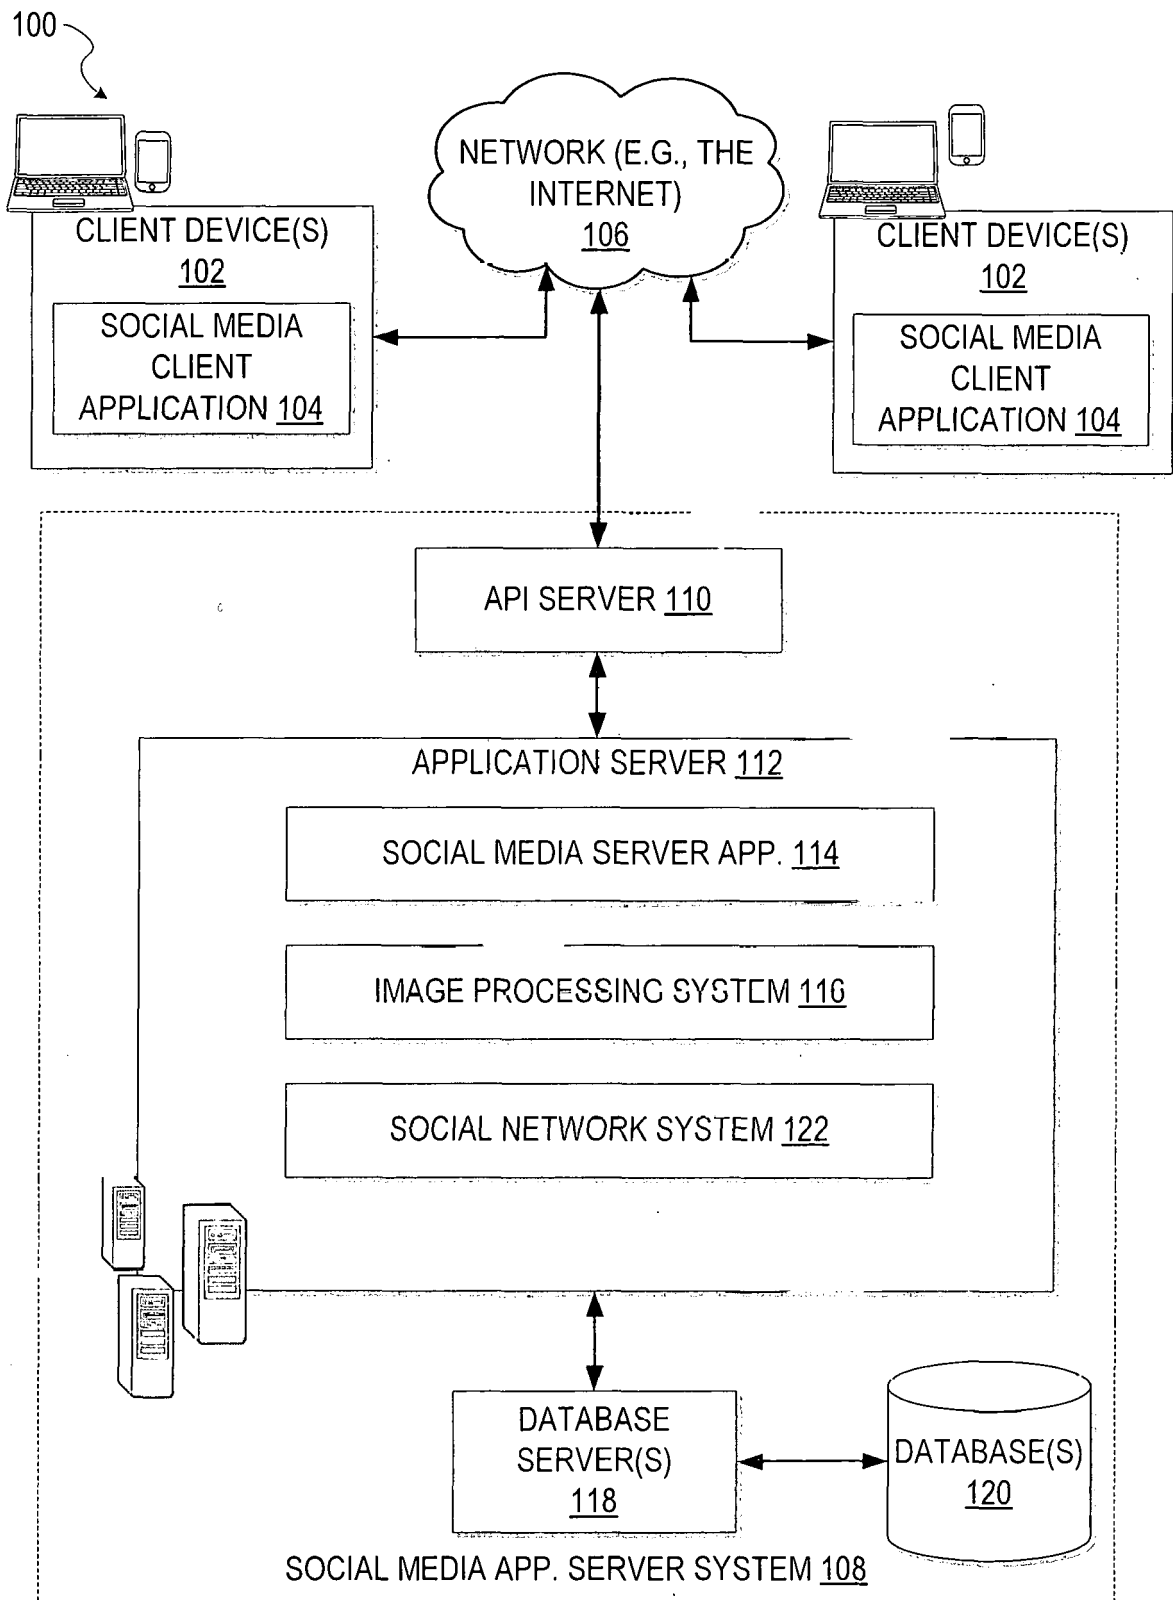 100
NETWORK (E.G., THE
INTERNET)
106
CLIENT DEVICE(S)
102
SOCIAL MEDIA
CLIENT
APPLICATION 104
CLIENT DEVICE(S)
102
SOCIAL MEDIA
CLIENT
APPLICATION 104
API SERVER 110
APPLICATION SERVER 112
SOCIAL MEDIA SERVER APP. 114
IMAGE PROCESSING SYSTEM 116
SOCIAL NETWORK SYSTEM 122
DATABASE
SERVER(S)
118
DATABASE(S)
120
SOCIAL MEDIA APP. SERVER SYSTEM 108